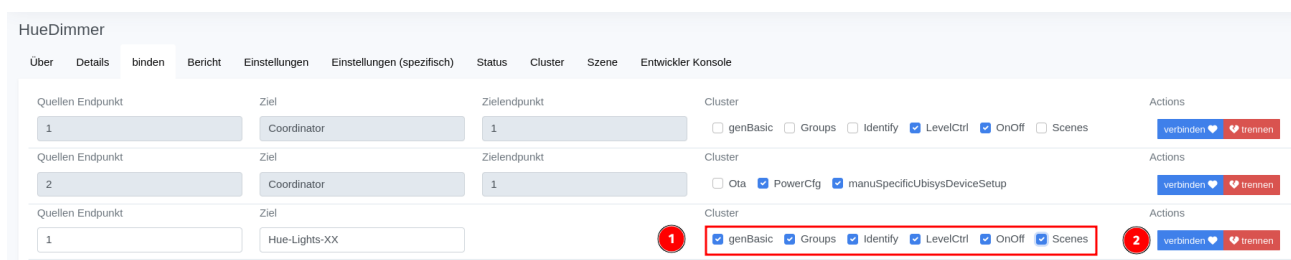 HueDimmer
Über Details binden Bericht Einstellungen Einstellungen (spezifisch) Status Cluster Szene Entwickler Konsole
Quellen Endpunkt Ziel Zielendpunkt Cluster Actions
1 Coordinator 1 genBasic Groups Identify LevelCtrl OnOff Scenes verbinden trennen
Quellen Endpunkt Ziel Zielendpunkt Cluster Actions
2 Coordinator 1 Ota PowerCfg manuSpecificUbisysDeviceSetup verbinden trennen
Quellen Endpunkt Ziel Cluster Actions
1 Hue-Lights-XX 1 genBasic Groups Identify LevelCtrl OnOff Scenes 2 verbinden trennen